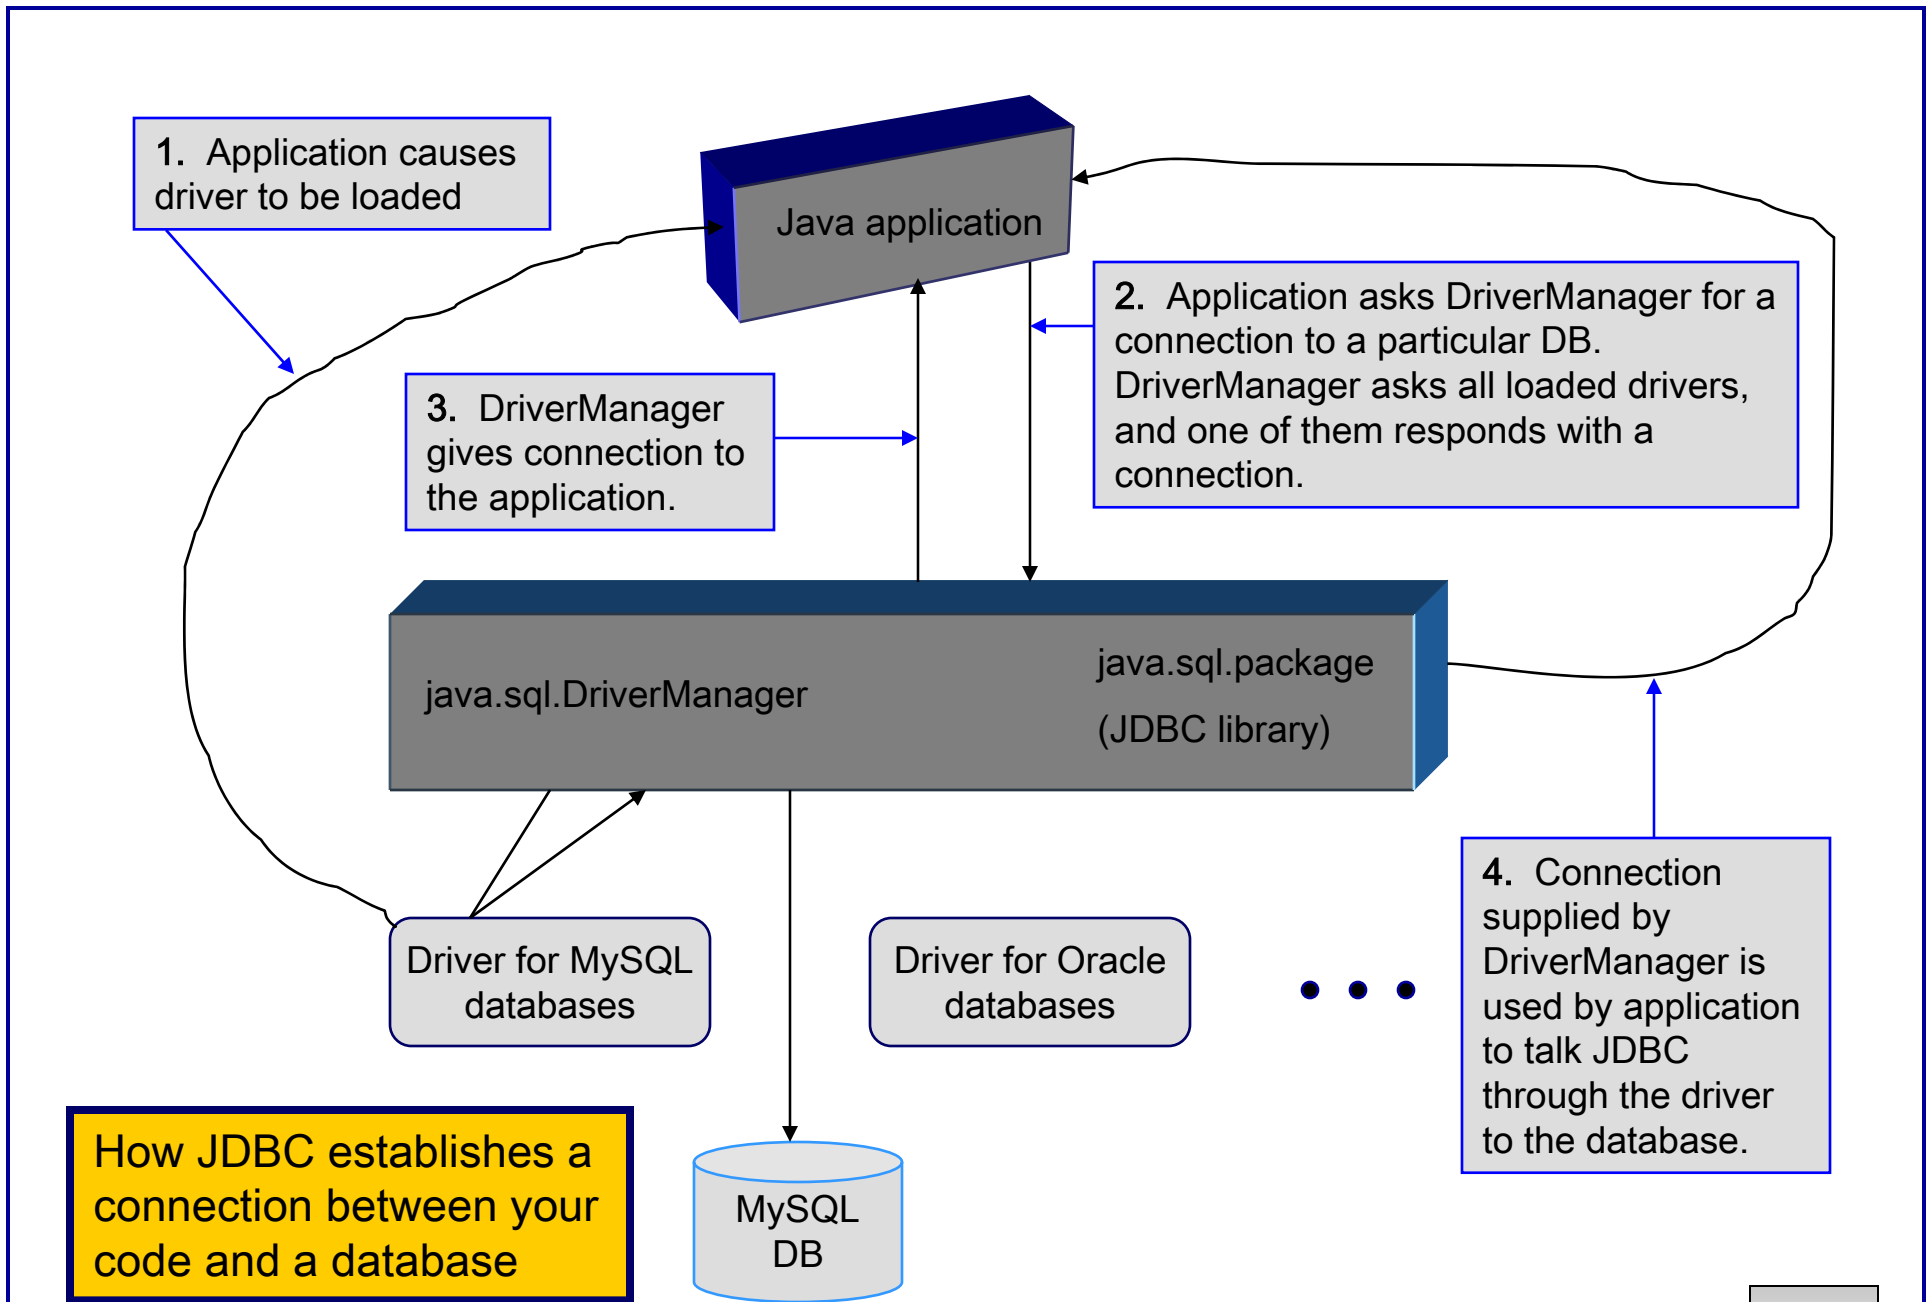 1. Application causes
driver to be loaded
Java application
2. Application asks DriverManager for a
connection to a particular DB.
DriverManager asks all loaded drivers,
and one of them responds with a
connection.
3. DriverManager
gives connection to
the application.
java.sql.DriverManager
java.sql.package
(JDBC library)
Driver for MySQL
databases
Driver for Oracle
databases
4. Connection
supplied by
DriverManager is
used by application
to talk JDBC
through the driver
to the database.
How JDBC establishes a
connection between your
code and a database
MySQL
DB